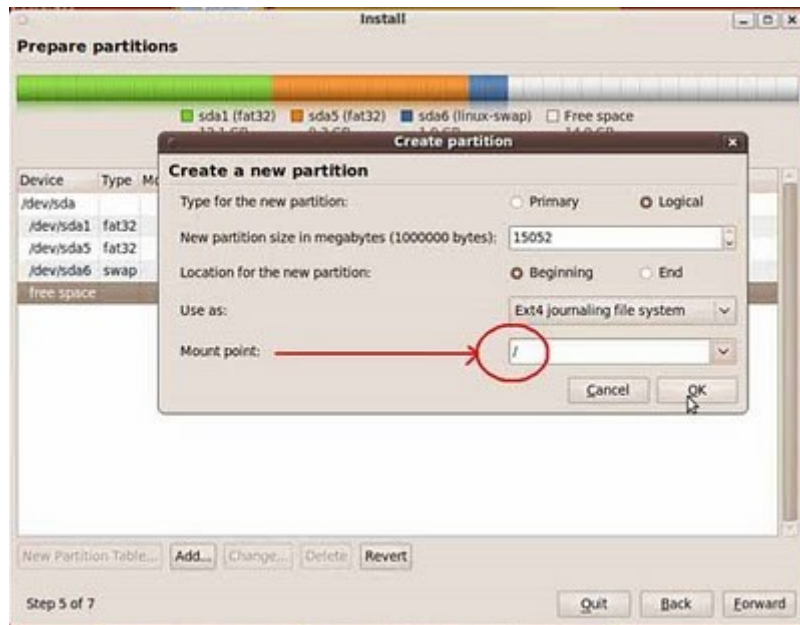 Install
Prepare partitions
sda1 (fat32) sda5 (fat32) sda6 (linux-swap) Free space
Create partition
Create a new partition
Device Type
/dev/sda
/dev/sda1 fat32
/dev/sda5 fat32
/dev/sda6 swap
free space
Type for the new partition: Primary Logical
New partition size in megabytes (1000000 bytes): 15052
Location for the new partition: Beginning End
Use as: Ext4 journaling file system
Mount point: /
Cancel OK
New Partition Table... Add... Change... Delete Revert
Step 5 of 7 Quit Back Forward